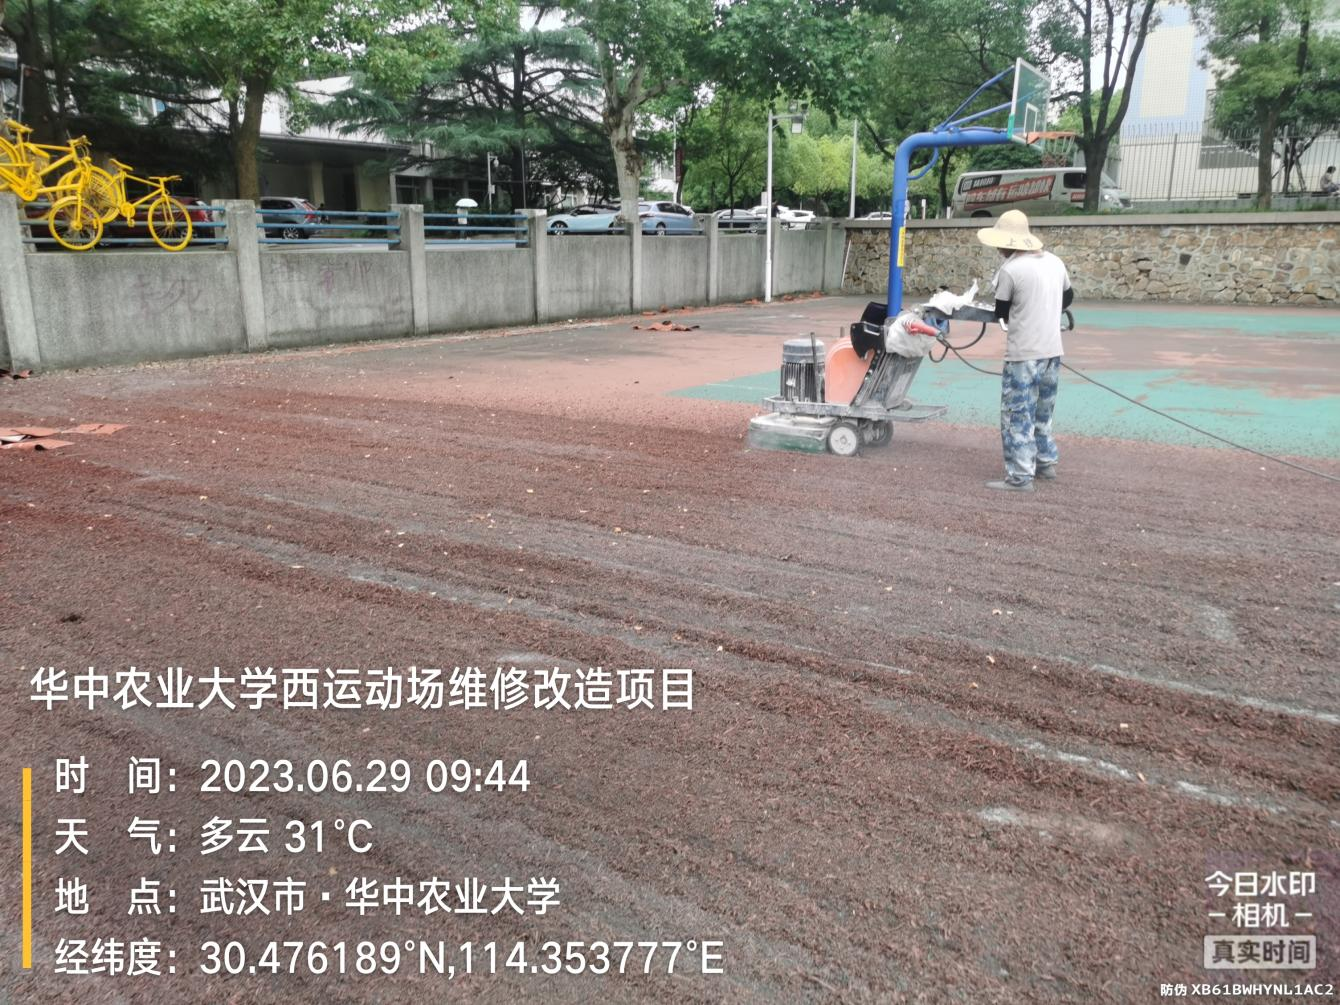 华中农业大学西运动场维修改造项目
时 间：2023.06.29 09:44
天 气：多云 31°C
地 点：武汉市·华中农业大学
经纬度：30.476189°N,114.353777°E
今日水印
-相机-
真实时间
防伪 XB61BWHYNL1AC2